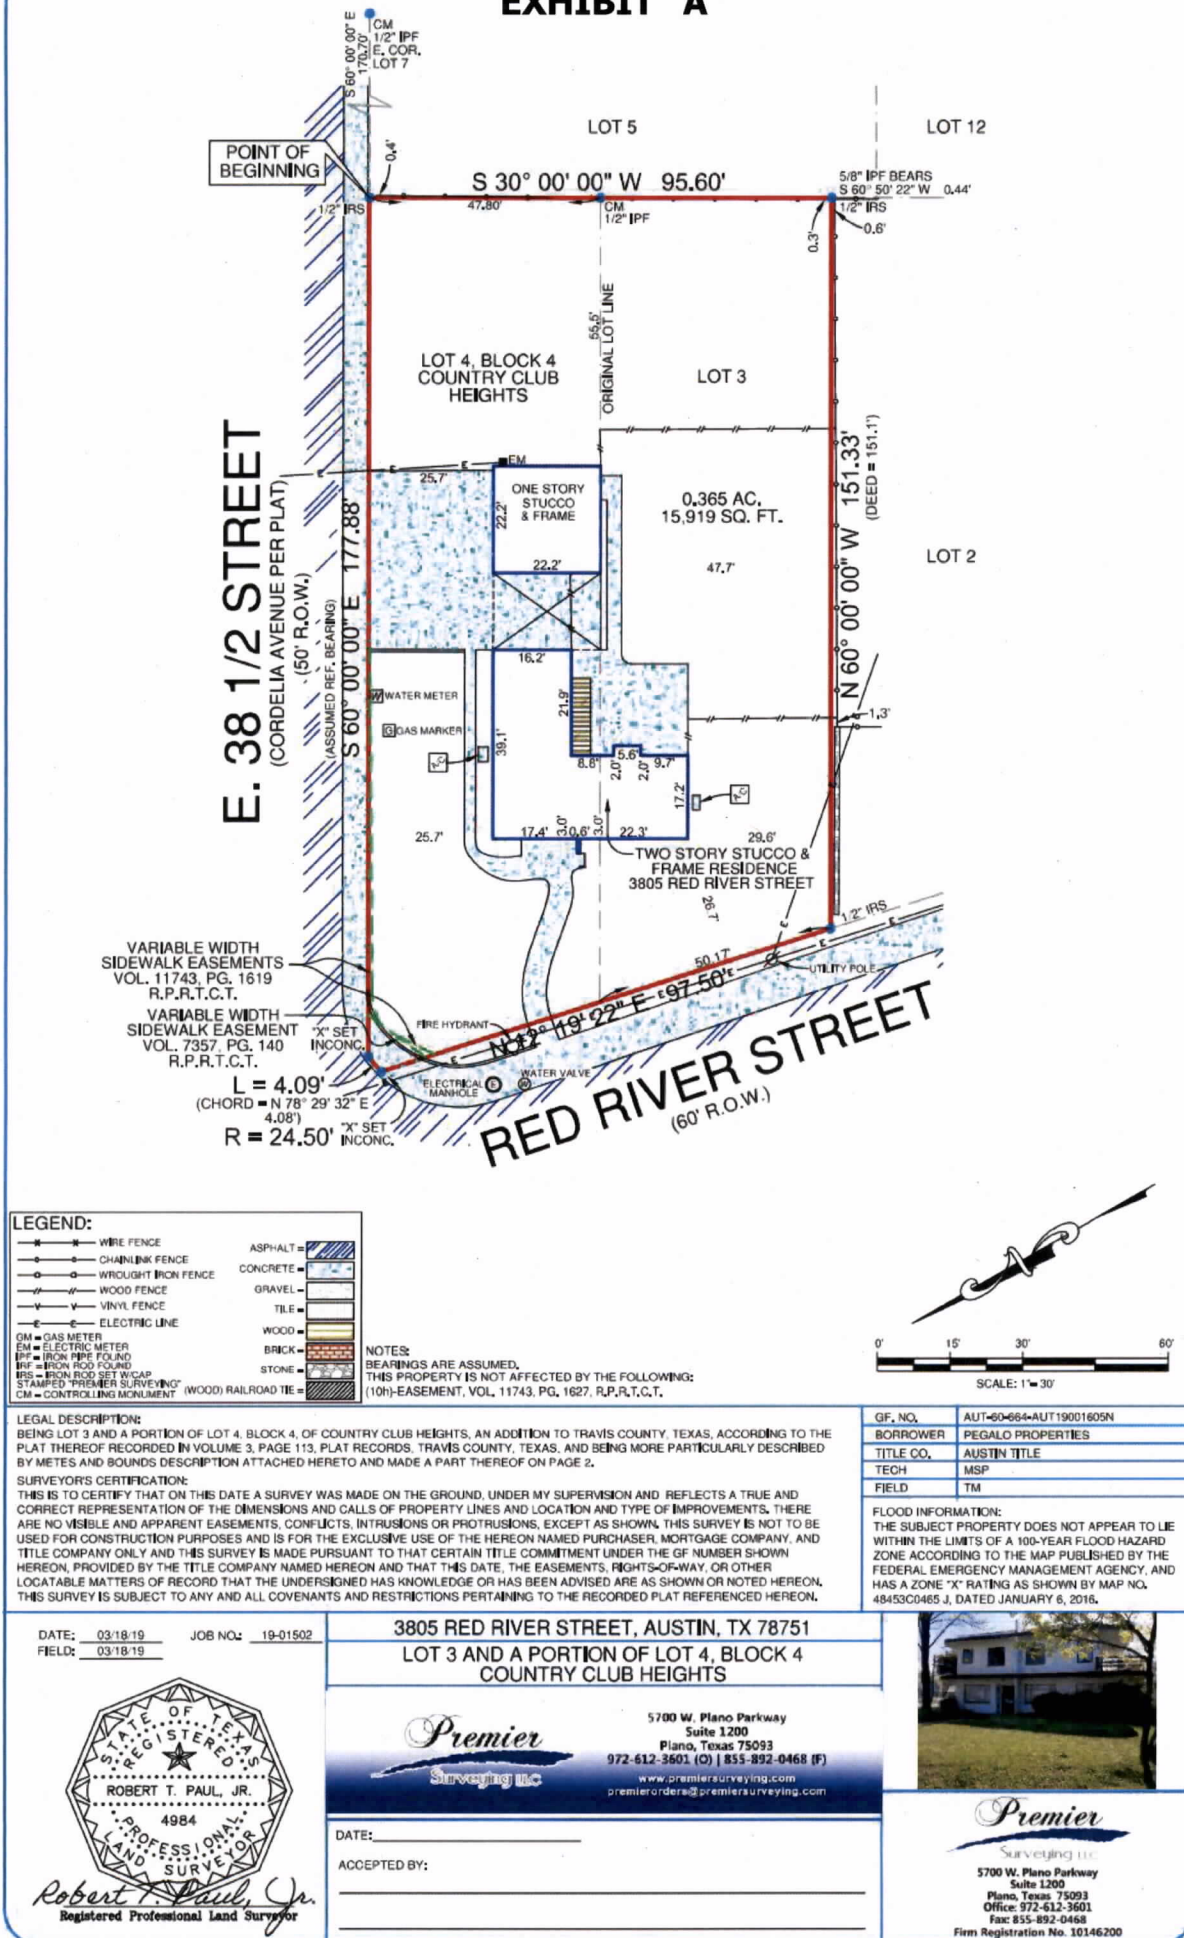 EXHIBIT "A"
S 60° 00' 00" E
170.70'
CM
1/2" IPF
E. COR.
LOT 7
LOT 5
LOT 12
POINT OF
BEGINNING
0.4'
S 30° 00' 00" W 95.60'
5/8" IPF BEARS
S 60° 50' 22" W 0.44'
1/2" IRS
47.80'
CM
1/2" IPF
1/2" IRS
0.3'
0.6'
55.5'
ORIGINAL LOT LINE
LOT 4, BLOCK 4
COUNTRY CLUB
HEIGHTS
LOT 3
E. 38 1/2 STREET
(CORDELIA AVENUE PER PLAT)
(50' R.O.W.)
(ASSUMED REF. BEARING)
S 60° 00' 00" E 177.88'
EM
25.7'
ONE STORY
STUCCO
& FRAME
22.2'
22.2'
0.365 AC.
15,919 SQ. FT.
47.7'
N 60° 00' 00" W 151.33'
(DEED = 151.1')
LOT 2
16.2'
W WATER METER
G GAS MARKER
21.9'
39.1'
A/C
1.3'
8.8'
2.0'
5.6'
2.0'
9.7'
17.2'
A/C
25.7'
17.4'
3.0'
0.6'
3.0'
22.3'
29.6'
TWO STORY STUCCO &
FRAME RESIDENCE
3805 RED RIVER STREET
26.7'
1/2" IRS
VARIABLE WIDTH
SIDEWALK EASEMENTS
VOL. 11743, PG. 1619
R.P.R.T.C.T.
50.17'
UTILITY POLE
VARIABLE WIDTH
SIDEWALK EASEMENT
VOL. 7357, PG. 140
R.P.R.T.C.T.
"X" SET
INCONC.
FIRE HYDRANT
19' 22" E 97.50'
L = 4.09'
(CHORD = N 78° 29' 32" E
4.08')
R = 24.50'
"X" SET
INCONC.
ELECTRICAL
MANHOLE
E
WATER VALVE
W
RED RIVER STREET
(60' R.O.W.)
N
LEGEND:
WIRE FENCE
CHAINLINK FENCE
WROUGHT IRON FENCE
WOOD FENCE
VINYL FENCE
ELECTRIC LINE
GM = GAS METER
EM = ELECTRIC METER
IPF = IRON PIPE FOUND
IRF = IRON ROD FOUND
IRS = IRON ROD SET W/CAP
STAMPED "PREMIER SURVEYING"
CM = CONTROLLING MONUMENT
ASPHALT =
CONCRETE =
GRAVEL =
TILE =
WOOD =
BRICK =
STONE =
(WOOD) RAILROAD TIE =
NOTES:
BEARINGS ARE ASSUMED.
THIS PROPERTY IS NOT AFFECTED BY THE FOLLOWING:
(10h)-EASEMENT, VOL. 11743, PG. 1627, R.P.R.T.C.T.
0' 15' 30' 60'
SCALE: 1" = 30'
LEGAL DESCRIPTION:
BEING LOT 3 AND A PORTION OF LOT 4, BLOCK 4, OF COUNTRY CLUB HEIGHTS, AN ADDITION TO TRAVIS COUNTY, TEXAS, ACCORDING TO THE
PLAT THEREOF RECORDED IN VOLUME 3, PAGE 113, PLAT RECORDS, TRAVIS COUNTY, TEXAS, AND BEING MORE PARTICULARLY DESCRIBED
BY METES AND BOUNDS DESCRIPTION ATTACHED HERETO AND MADE A PART THEREOF ON PAGE 2.
SURVEYOR'S CERTIFICATION:
THIS IS TO CERTIFY THAT ON THIS DATE A SURVEY WAS MADE ON THE GROUND, UNDER MY SUPERVISION AND REFLECTS A TRUE AND
CORRECT REPRESENTATION OF THE DIMENSIONS AND CALLS OF PROPERTY LINES AND LOCATION AND TYPE OF IMPROVEMENTS. THERE
ARE NO VISIBLE AND APPARENT EASEMENTS, CONFLICTS, INTRUSIONS OR PROTRUSIONS, EXCEPT AS SHOWN. THIS SURVEY IS NOT TO BE
USED FOR CONSTRUCTION PURPOSES AND IS FOR THE EXCLUSIVE USE OF THE HEREON NAMED PURCHASER, MORTGAGE COMPANY, AND
TITLE COMPANY ONLY AND THIS SURVEY IS MADE PURSUANT TO THAT CERTAIN TITLE COMMITMENT UNDER THE GF NUMBER SHOWN
HEREON, PROVIDED BY THE TITLE COMPANY NAMED HEREON AND THAT THIS DATE, THE EASEMENTS, RIGHTS-OF-WAY, OR OTHER
LOCATABLE MATTERS OF RECORD THAT THE UNDERSIGNED HAS KNOWLEDGE OR HAS BEEN ADVISED ARE AS SHOWN OR NOTED HEREON.
THIS SURVEY IS SUBJECT TO ANY AND ALL COVENANTS AND RESTRICTIONS PERTAINING TO THE RECORDED PLAT REFERENCED HEREON.
GF. NO. AUT-60-664-AUT19001605N
BORROWER PEGALO PROPERTIES
TITLE CO. AUSTIN TITLE
TECH MSP
FIELD TM
FLOOD INFORMATION:
THE SUBJECT PROPERTY DOES NOT APPEAR TO LIE
WITHIN THE LIMITS OF A 100-YEAR FLOOD HAZARD
ZONE ACCORDING TO THE MAP PUBLISHED BY THE
FEDERAL EMERGENCY MANAGEMENT AGENCY, AND
HAS A ZONE "X" RATING AS SHOWN BY MAP NO.
48453C0465 J, DATED JANUARY 6, 2016.
DATE: 03/18/19 JOB NO.: 19-01502
FIELD: 03/18/19
STATE OF TEXAS
REGISTERED
ROBERT T. PAUL, JR.
4984
PROFESSIONAL
LAND SURVEYOR
Robert T. Paul, Jr.
Registered Professional Land Surveyor
3805 RED RIVER STREET, AUSTIN, TX 78751
LOT 3 AND A PORTION OF LOT 4, BLOCK 4
COUNTRY CLUB HEIGHTS
Premier
Surveying LLC
5700 W. Plano Parkway
Suite 1200
Plano, Texas 75093
972-612-3601 (O) | 855-892-0468 (F)
www.premiersurveying.com
premierorders@premiersurveying.com
DATE:
ACCEPTED BY:
Premier
Surveying LLC
5700 W. Plano Parkway
Suite 1200
Plano, Texas 75093
Office: 972-612-3601
Fax: 855-892-0468
Firm Registration No. 10146200